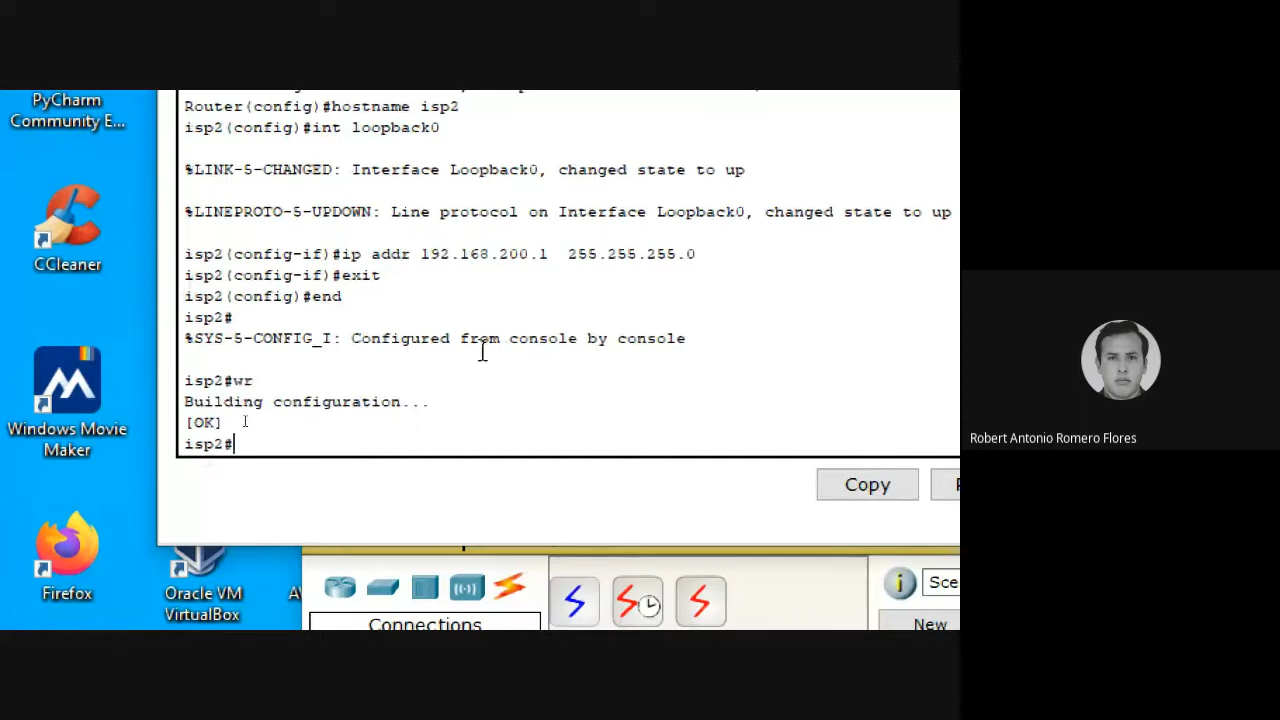 PyCharm
Community E...
CCleaner
Windows Movie
Maker
Firefox
Oracle VM
VirtualBox
Router(config)#hostname isp2
isp2(config)#int loopback0
%LINK-5-CHANGED: Interface Loopback0, changed state to up
%LINEPROTO-5-UPDOWN: Line protocol on Interface Loopback0, changed state to up
isp2(config-if)#ip addr 192.168.200.1  255.255.255.0
isp2(config-if)#exit
isp2(config)#end
isp2#
%SYS-5-CONFIG_I: Configured from console by console
isp2#wr
Building configuration...
[OK]
isp2#
Copy
Connections
i
Sce
New
Robert Antonio Romero Flores